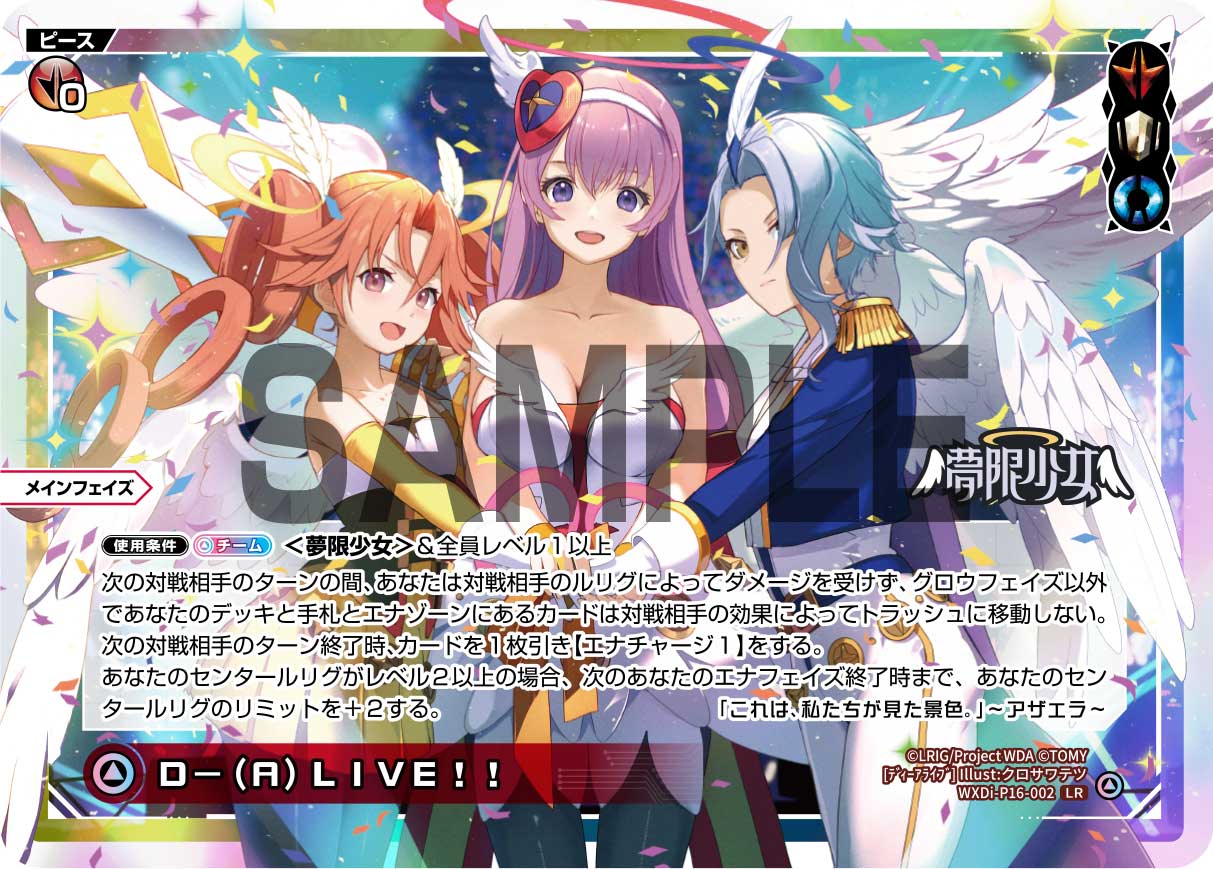 ピース
0
SAMPLE
夢限少女
メインフェイズ
使用条件 チーム ＜夢限少女＞＆全員レベル１以上
次の対戦相手のターンの間、あなたは対戦相手のルリグによってダメージを受けず、グロウフェイズ以外
であなたのデッキと手札とエナゾーンにあるカードは対戦相手の効果によってトラッシュに移動しない。
次の対戦相手のターン終了時、カードを１枚引き【エナチャージ１】をする。
あなたのセンタールリグがレベル２以上の場合、次のあなたのエナフェイズ終了時まで、あなたのセン
タールリグのリミットを＋２する。
「これは、私たちが見た景色。」～アザエラ～
Ｄ－（Ａ）ＬＩＶＥ！！
©LRIG/Project WDA ©TOMY
[ﾃﾞｨｰｱﾗｲﾌﾞ] Illust:クロサワテツ
WXDi-P16-002 LR